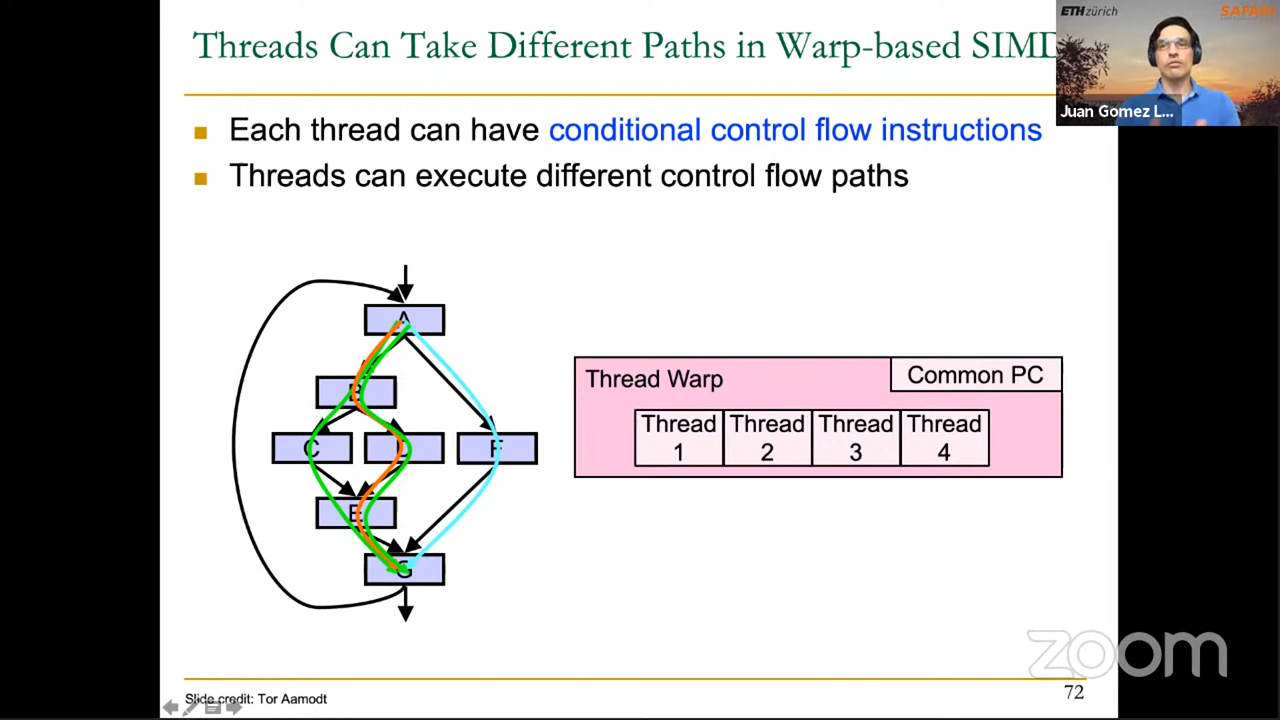 Threads Can Take Different Paths in Warp-based SIMD
ETH zürich
SAFARI
Juan Gomez L...
Each thread can have conditional control flow instructions
Threads can execute different control flow paths
A
B
C
F
E
G
Thread Warp
Common PC
Thread 1
Thread 2
Thread 3
Thread 4
zoom
Slide credit: Tor Aamodt
72